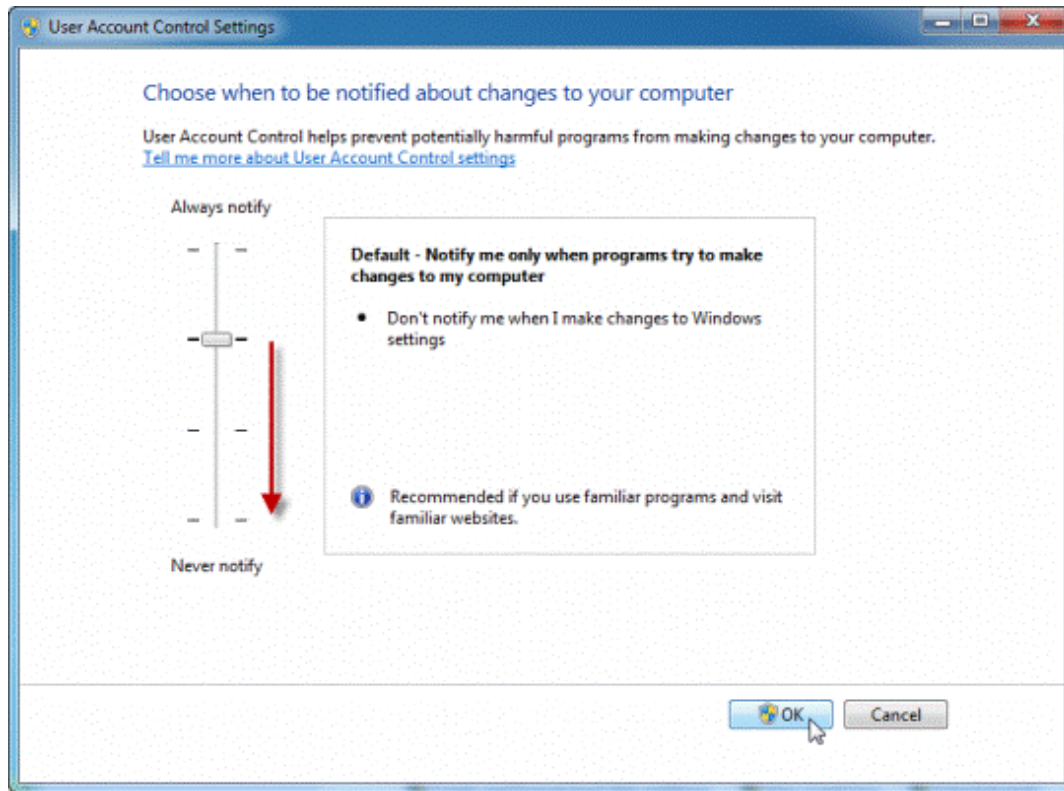 User Account Control Settings
Choose when to be notified about changes to your computer
User Account Control helps prevent potentially harmful programs from making changes to your computer.
Tell me more about User Account Control settings
Always notify
Default - Notify me only when programs try to make
changes to my computer
• Don't notify me when I make changes to Windows
settings
Recommended if you use familiar programs and visit
familiar websites.
Never notify
OK
Cancel